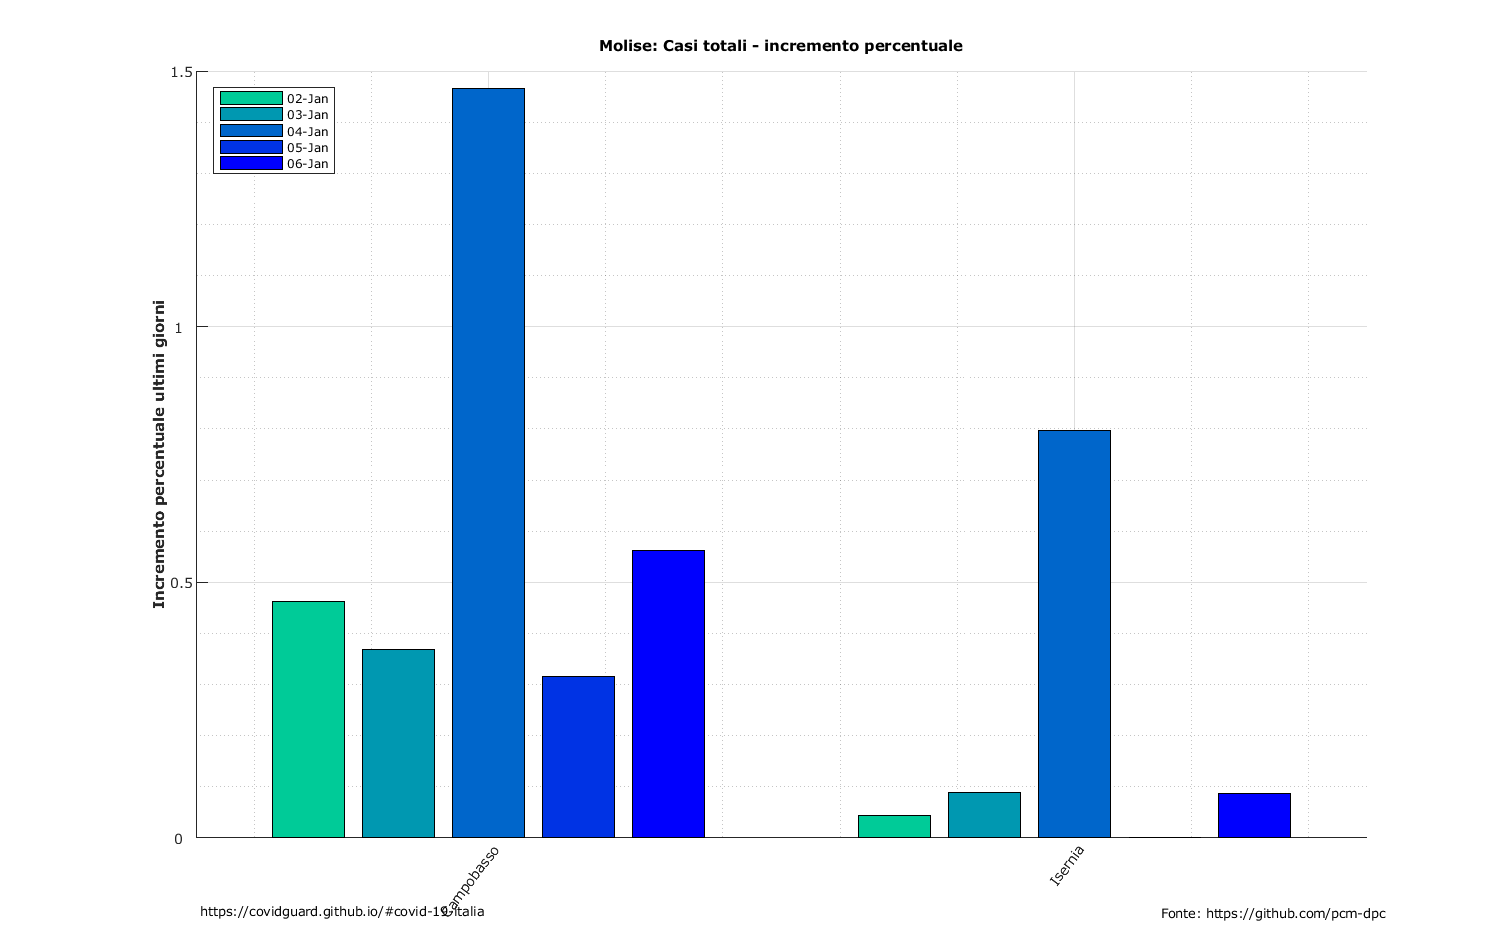 Molise: Casi totali - incremento percentuale
1.5
02-Jan
03-Jan
04-Jan
05-Jan
06-Jan
1
Incremento percentuale ultimi giorni
0.5
0
Campobasso
Isernia
https://covidguard.github.io/#covid-19-italia
Fonte: https://github.com/pcm-dpc